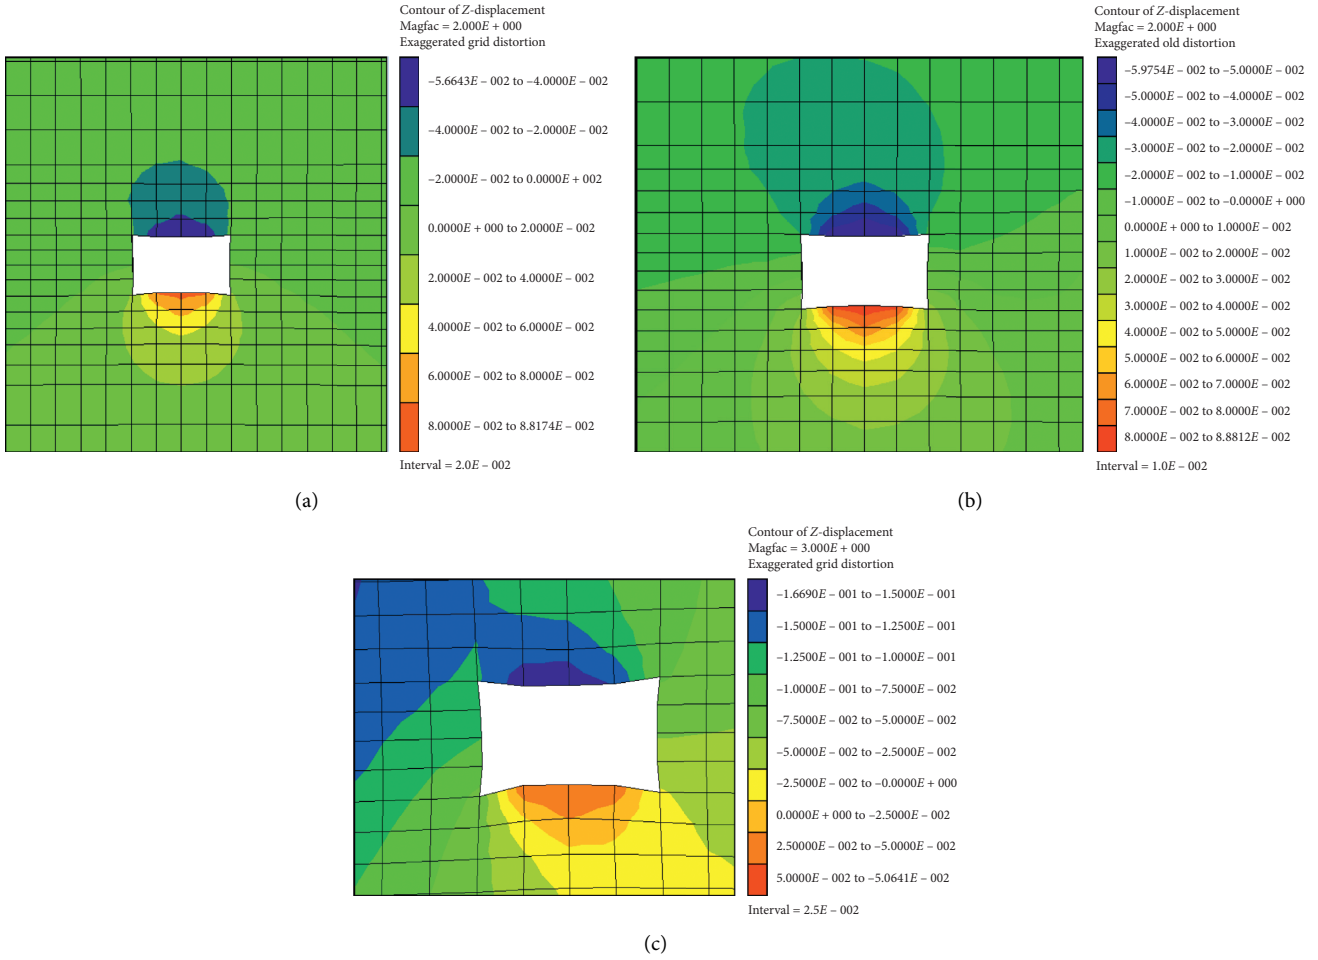 Contour of Z-displacement
Magfac = 2.000E + 000
Exaggerated grid distortion
–5.6643E – 002 to –4.0000E – 002
–4.0000E – 002 to –2.0000E – 002
–2.0000E – 002 to 0.0000E + 002
0.0000E + 000 to 2.0000E – 002
2.0000E – 002 to 4.0000E – 002
4.0000E – 002 to 6.0000E – 002
6.0000E – 002 to 8.0000E – 002
8.0000E – 002 to 8.8174E – 002
Interval = 2.0E – 002
(a)
Contour of Z-displacement
Magfac = 2.000E + 000
Exaggerated old distortion
–5.9754E – 002 to –5.0000E – 002
–5.0000E – 002 to –4.0000E – 002
–4.0000E – 002 to –3.0000E – 002
–3.0000E – 002 to –2.0000E – 002
–2.0000E – 002 to –1.0000E – 002
–1.0000E – 002 to –0.0000E + 000
0.0000E + 000 to 1.0000E – 002
1.0000E – 002 to 2.0000E – 002
2.0000E – 002 to 3.0000E – 002
3.0000E – 002 to 4.0000E – 002
4.0000E – 002 to 5.0000E – 002
5.0000E – 002 to 6.0000E – 002
6.0000E – 002 to 7.0000E – 002
7.0000E – 002 to 8.0000E – 002
8.0000E – 002 to 8.8812E – 002
Interval = 1.0E – 002
(b)
Contour of Z-displacement
Magfac = 3.000E + 000
Exaggerated grid distortion
–1.6690E – 001 to –1.5000E – 001
–1.5000E – 001 to –1.2500E – 001
–1.2500E – 001 to –1.0000E – 001
–1.0000E – 001 to –7.5000E – 002
–7.5000E – 002 to –5.0000E – 002
–5.0000E – 002 to –2.5000E – 002
–2.5000E – 002 to –0.0000E + 000
0.0000E + 000 to –2.5000E – 002
2.50000E – 002 to –5.0000E – 002
5.0000E – 002 to –5.0641E – 002
Interval = 2.5E – 002
(c)